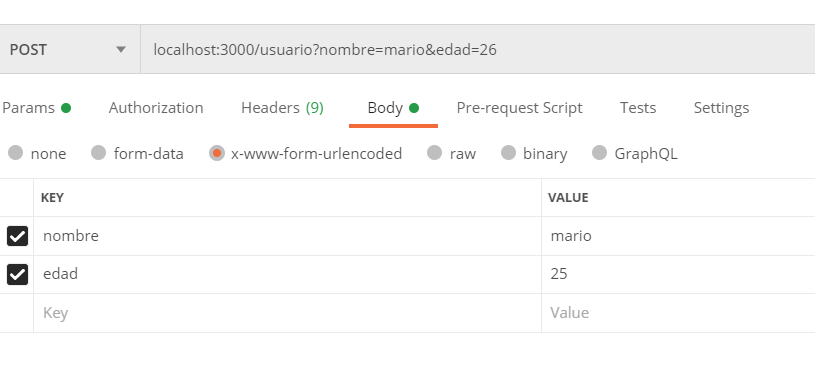 POST localhost:3000/usuario?nombre=mario&edad=26
Params Authorization Headers (9) Body Pre-request Script Tests Settings
none form-data x-www-form-urlencoded raw binary GraphQL
KEY VALUE
nombre mario
edad 25
Key Value